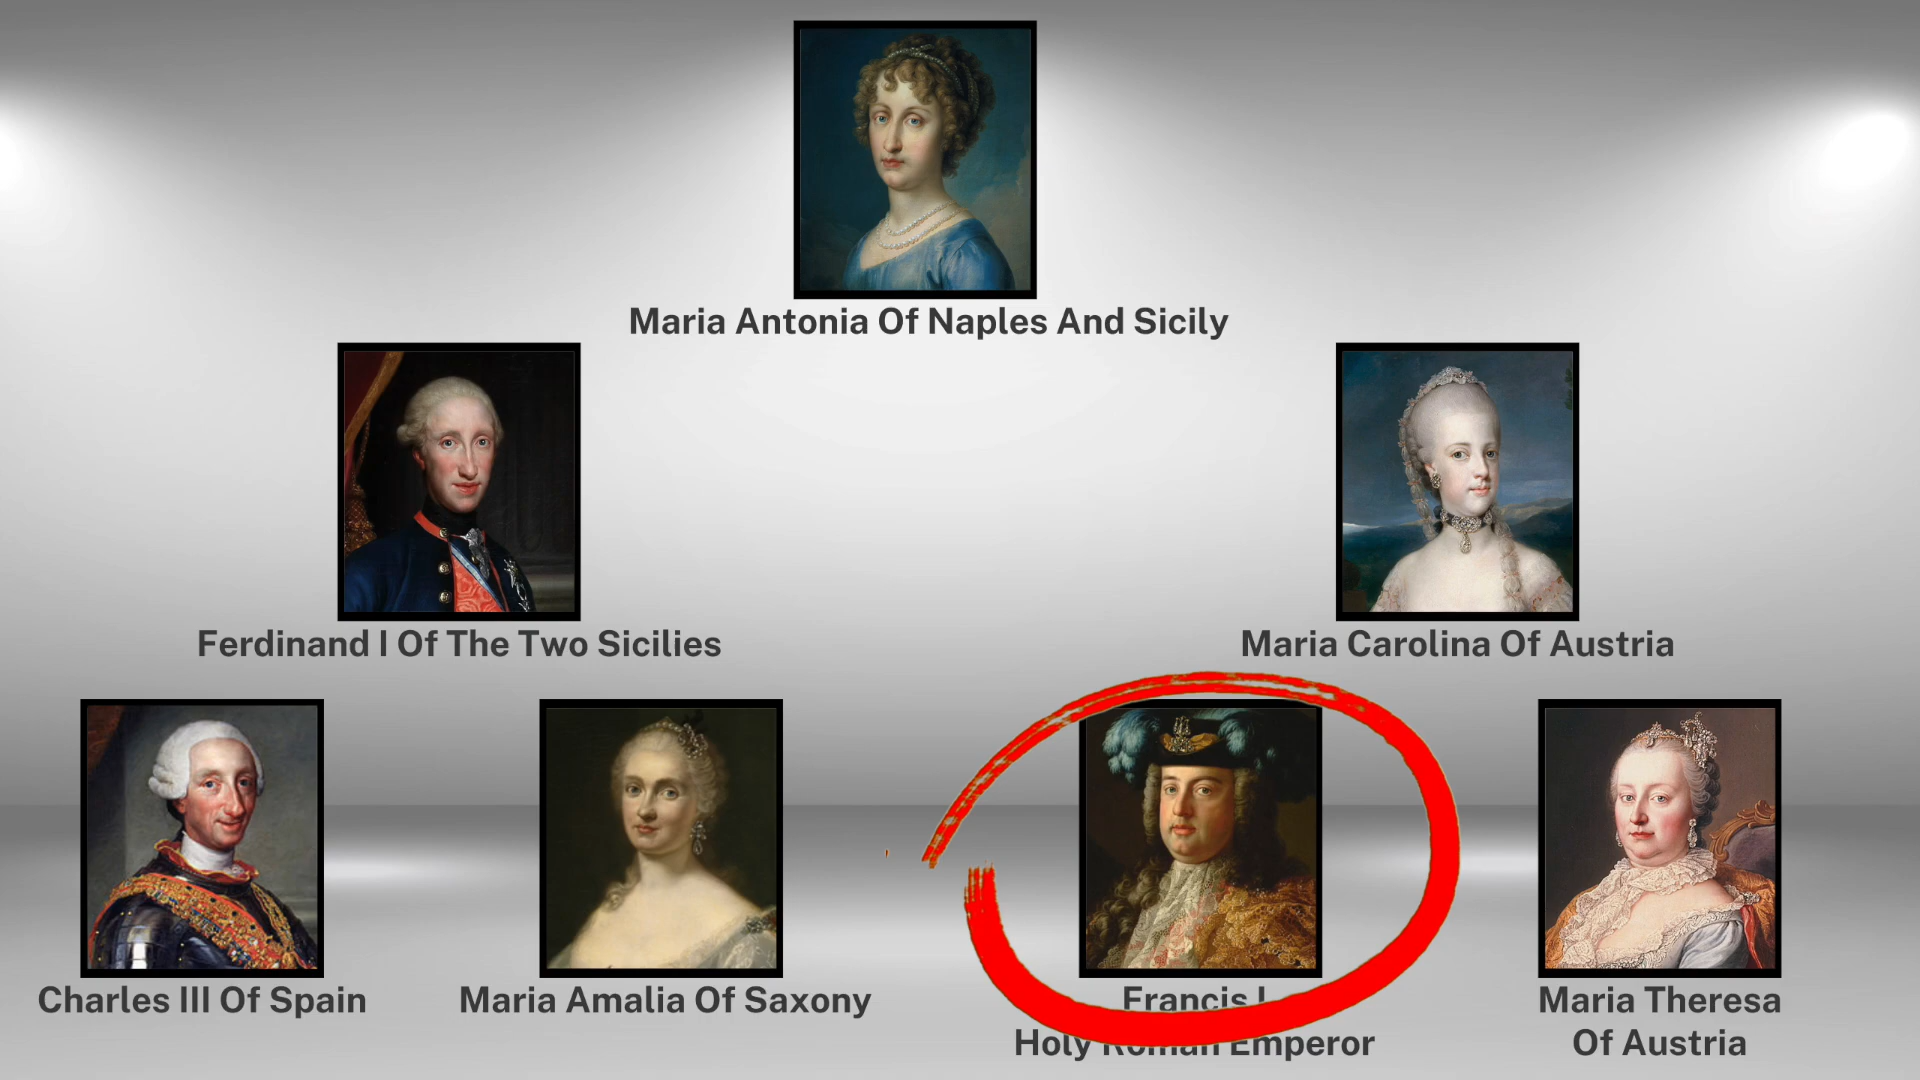 Maria Antonia Of Naples And Sicily
Ferdinand I Of The Two Sicilies
Maria Carolina Of Austria
Charles III Of Spain
Maria Amalia Of Saxony
Francis I
Holy Roman Emperor
Maria Theresa
Of Austria